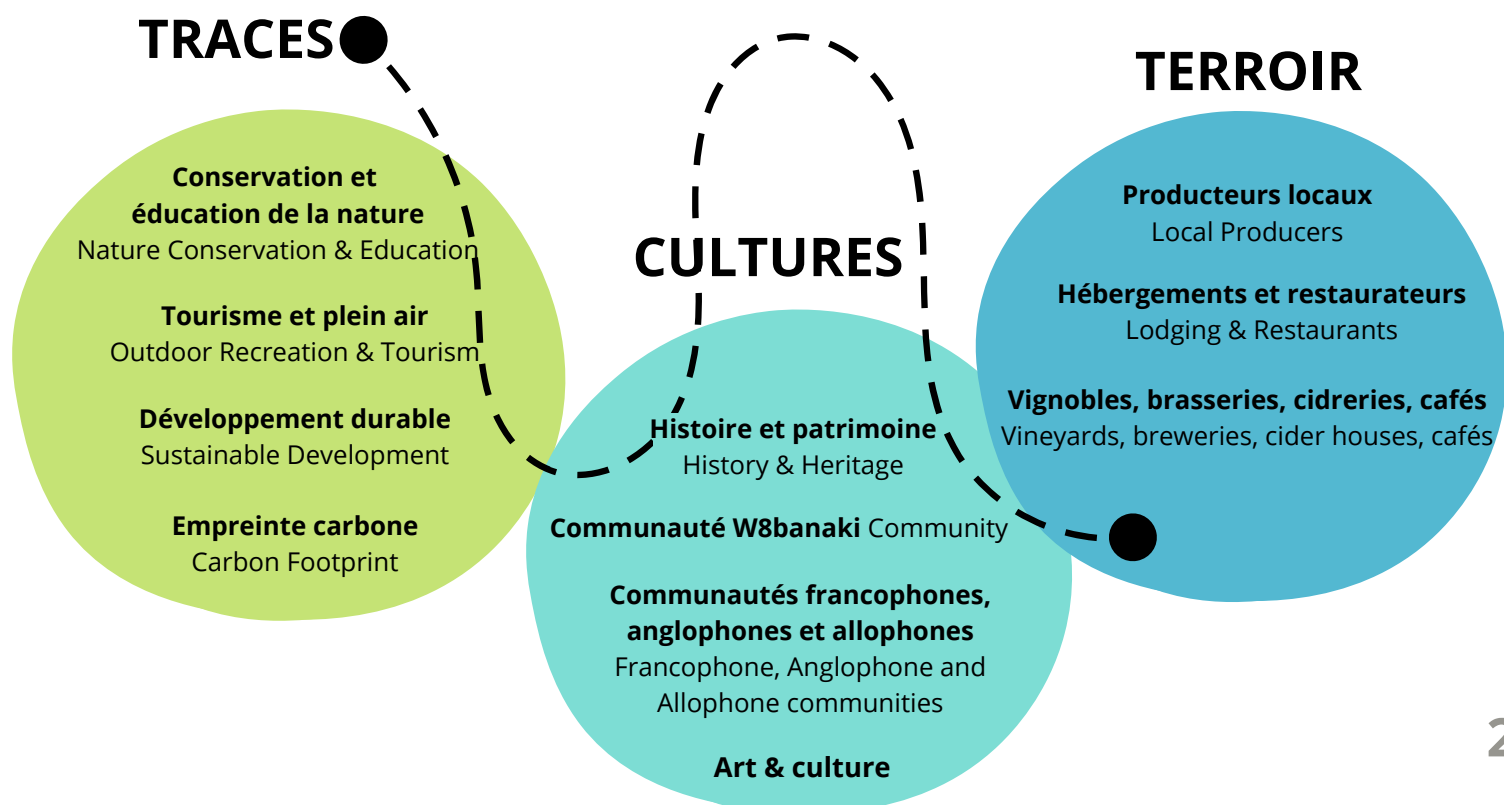 TRACES
Conservation et
éducation de la nature
Nature Conservation & Education
Tourisme et plein air
Outdoor Recreation & Tourism
Développement durable
Sustainable Development
Empreinte carbone
Carbon Footprint
CULTURES
Histoire et patrimoine
History & Heritage
Communauté W8banaki Community
Communautés francophones,
anglophones et allophones
Francophone, Anglophone and
Allophone communities
Art & culture
TERROIR
Producteurs locaux
Local Producers
Hébergements et restaurateurs
Lodging & Restaurants
Vignobles, brasseries, cidreries, cafés
Vineyards, breweries, cider houses, cafés
2